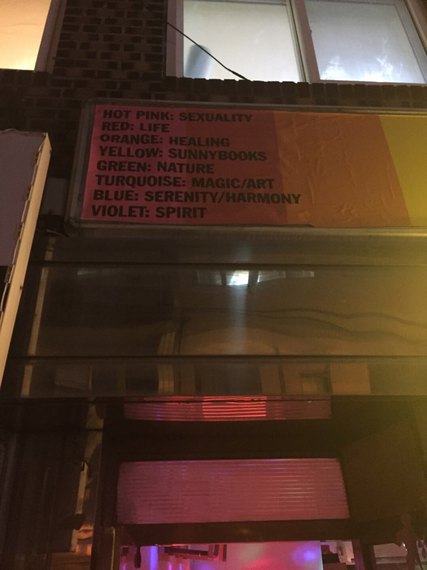 HOT PINK: SEXUALITY
RED: LIFE
ORANGE: HEALING
YELLOW: SUNNYBOOKS
GREEN: NATURE
TURQUOISE: MAGIC/ART
BLUE: SERENITY/HARMONY
VIOLET: SPIRIT